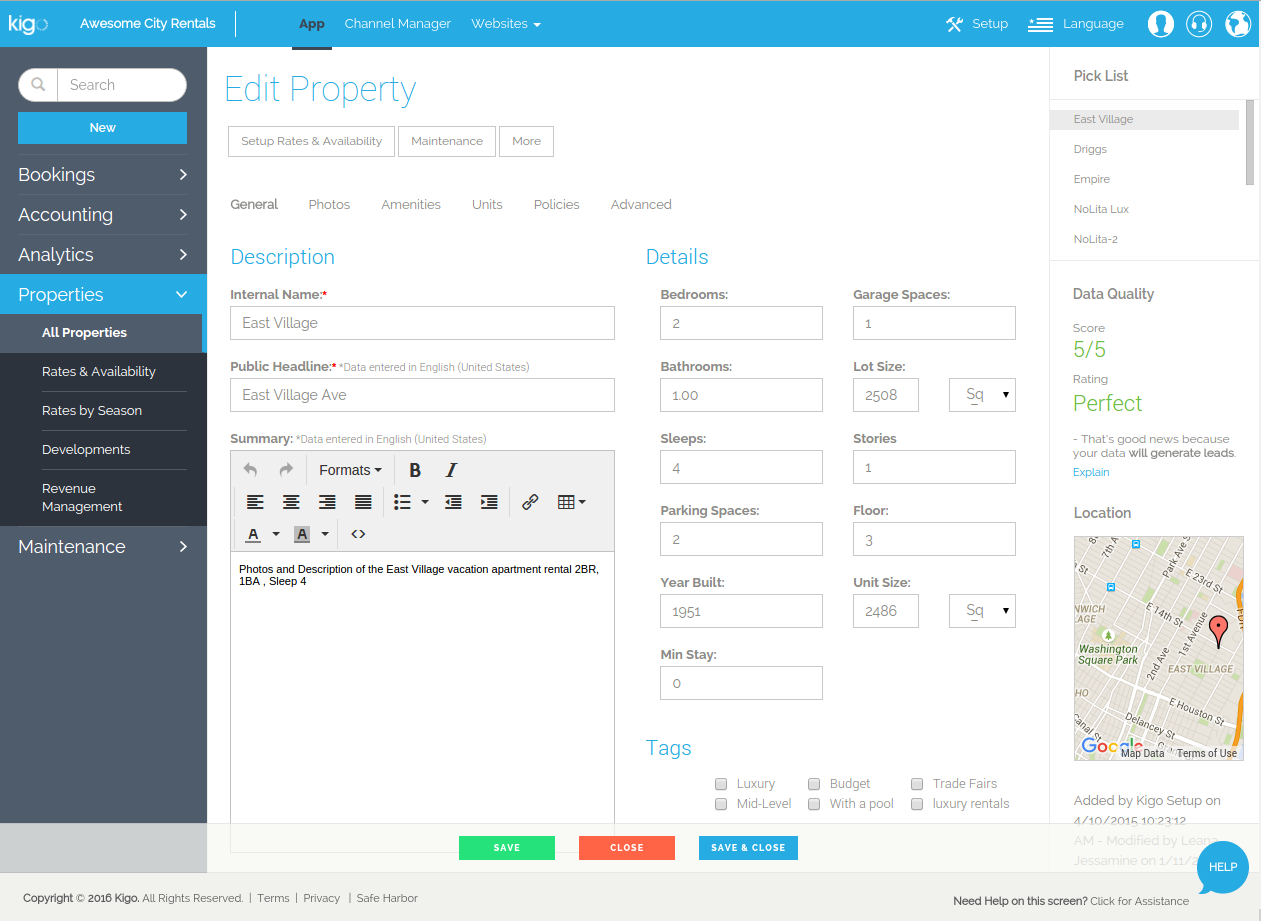 kigo Awesome City Rentals App Channel Manager Websites Setup Language
Search
New
Bookings
Accounting
Analytics
Properties
All Properties
Rates & Availability
Rates by Season
Developments
Revenue
Management
Maintenance
Edit Property
Setup Rates & Availability Maintenance More
General Photos Amenities Units Policies Advanced
Description
Internal Name:*
East Village
Public Headline:* *Data entered in English (United States)
East Village Ave
Summary: *Data entered in English (United States)
Formats B I
A A <>
Photos and Description of the East Village vacation apartment rental 2BR,
1BA , Sleep 4
Details
Bedrooms: Garage Spaces:
2 1
Bathrooms: Lot Size:
1.00 2508 Sq
Sleeps: Stories
4 1
Parking Spaces: Floor:
2 3
Year Built: Unit Size:
1951 2486 Sq
Min Stay:
0
Tags
Luxury Budget Trade Fairs
Mid-Level With a pool luxury rentals
SAVE CLOSE SAVE & CLOSE
Pick List
East Village
Driggs
Empire
NoLita Lux
NoLita-2
Data Quality
Score
5/5
Rating
Perfect
- That's good news because
your data will generate leads.
Explain
Location
7th A
Park Ave S
St
E 23rd St
NWICH
LAGE
E 14th St
1st Avenue
Washington
Square Park
2nd Ave
EAST VILLAGE
HO
E Houston St
Delancey St
Canal St
Google
Map Data Terms of Use
Added by Kigo Setup on
4/10/2015 10:23:12
AM - Modified by Leana
Jessamine on 1/11/2
HELP
Copyright © 2016 Kigo. All Rights Reserved. | Terms | Privacy | Safe Harbor
Need Help on this screen? Click for Assistance